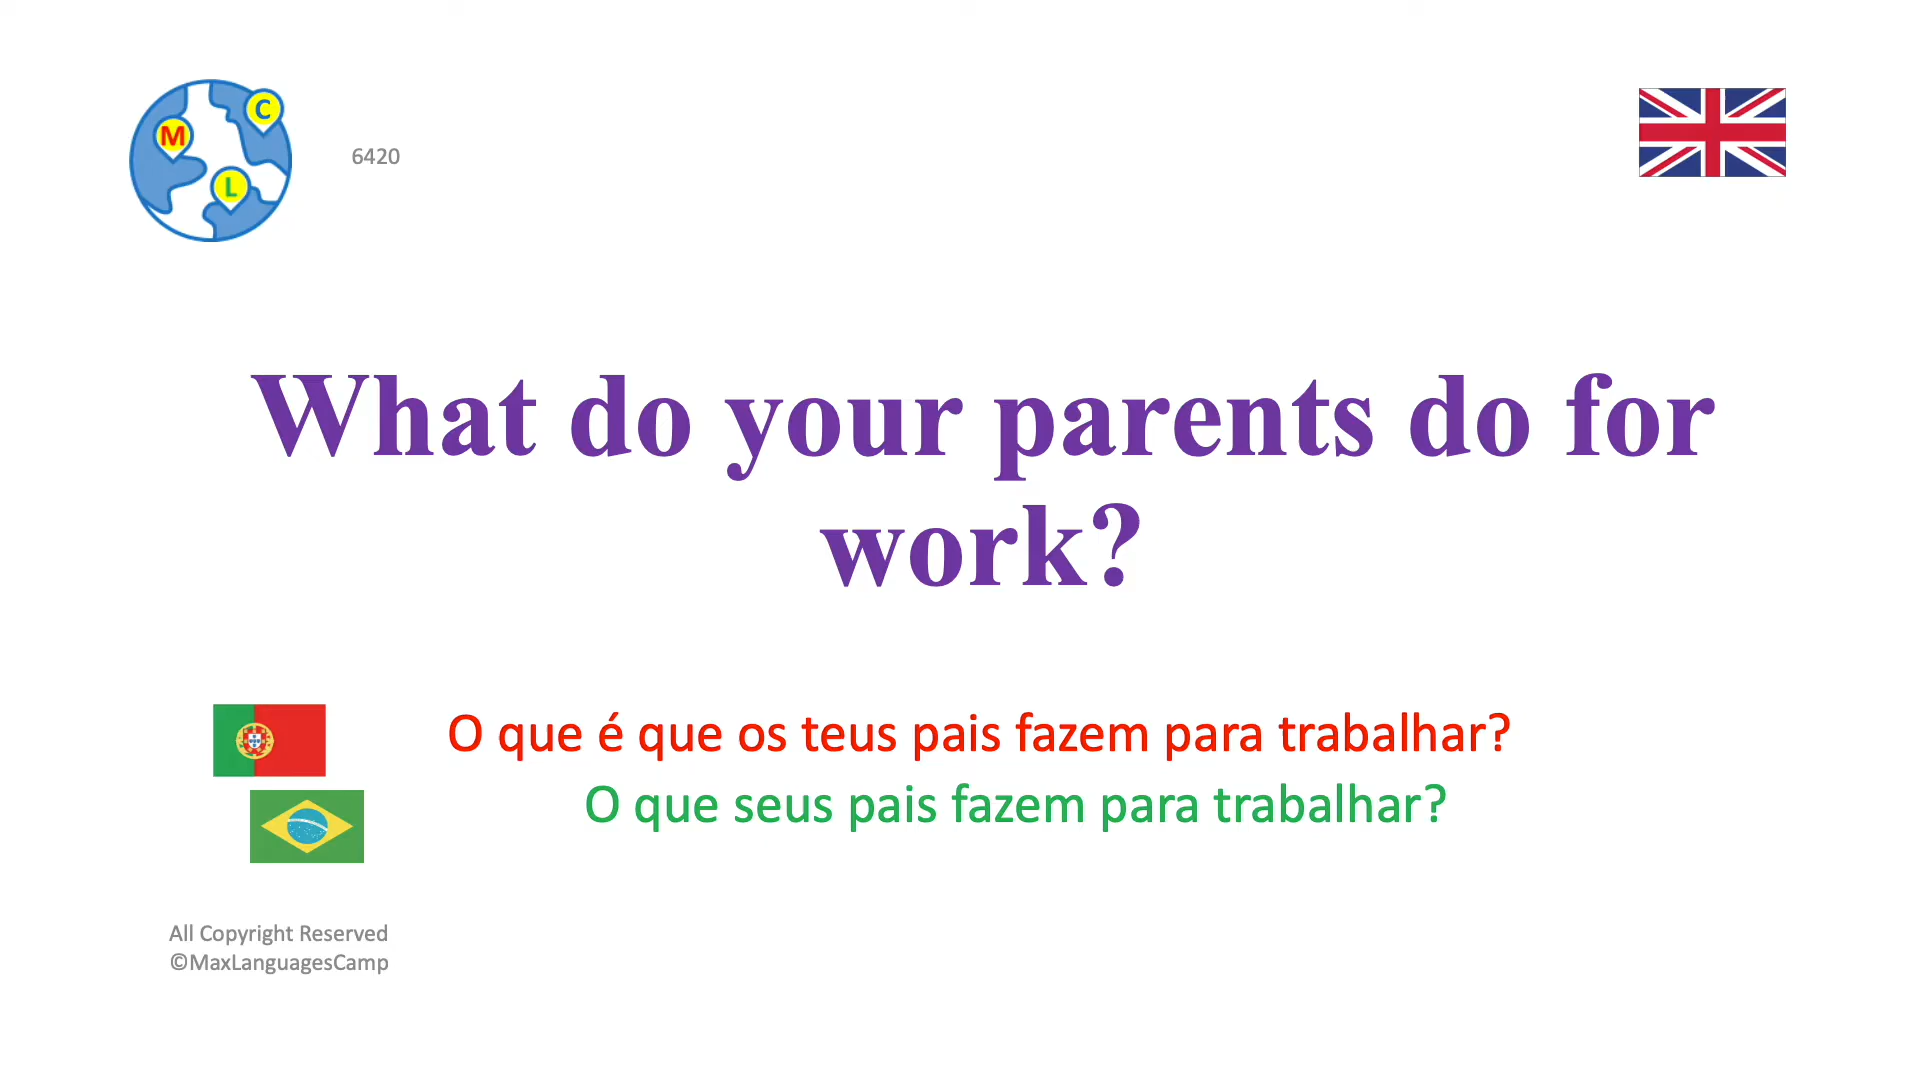 M
C
L
6420
What do your parents do for
work?
O que é que os teus pais fazem para trabalhar?
O que seus pais fazem para trabalhar?
All Copyright Reserved
©MaxLanguagesCamp